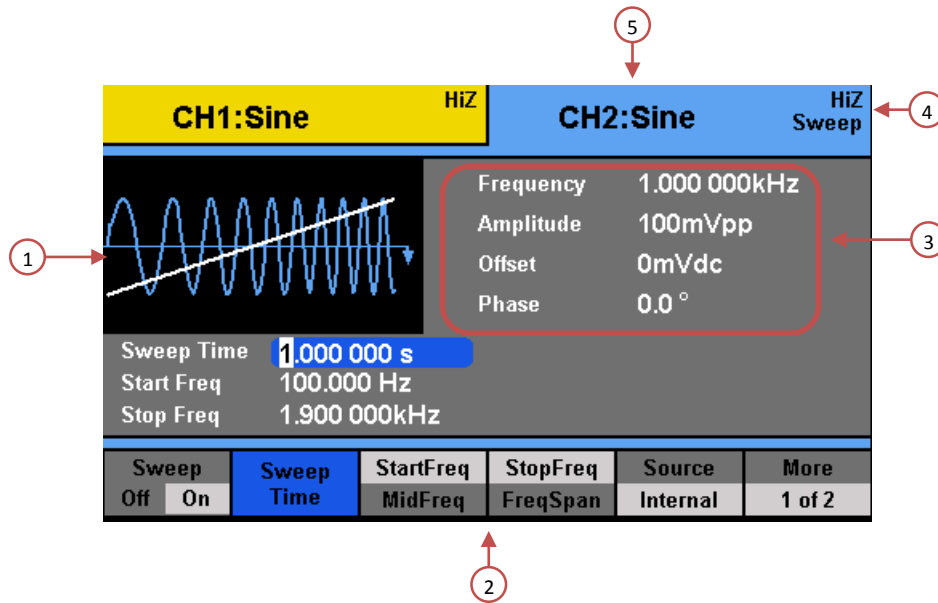 5
CH1:Sine HiZ
CH2:Sine HiZ
Sweep
4
Frequency 1.000 000kHz
Amplitude 100mVpp
3
1
Offset 0mVdc
Phase 0.0 °
Sweep Time 1.000 000 s
Start Freq 100.000 Hz
Stop Freq 1.900 000kHz
Sweep Sweep StartFreq StopFreq Source More
Off On Time MidFreq FreqSpan Internal 1 of 2
2